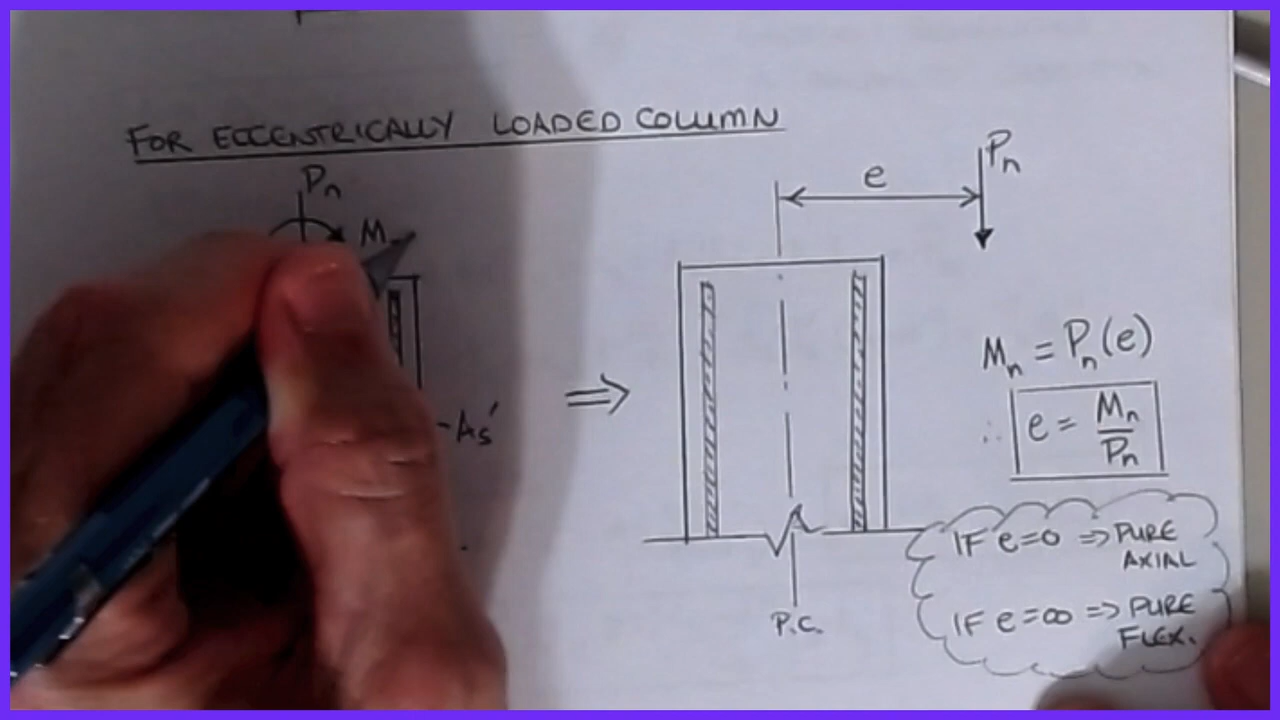 FOR ECCENTRICALLY LOADED COLUMN
Pn
M
As'
⇒
e
Pn
Mn = Pn(e)
∴ e = Mn/Pn
IF e=0 => PURE
AXIAL
IF e=∞ => PURE
FLEX.
P.C.